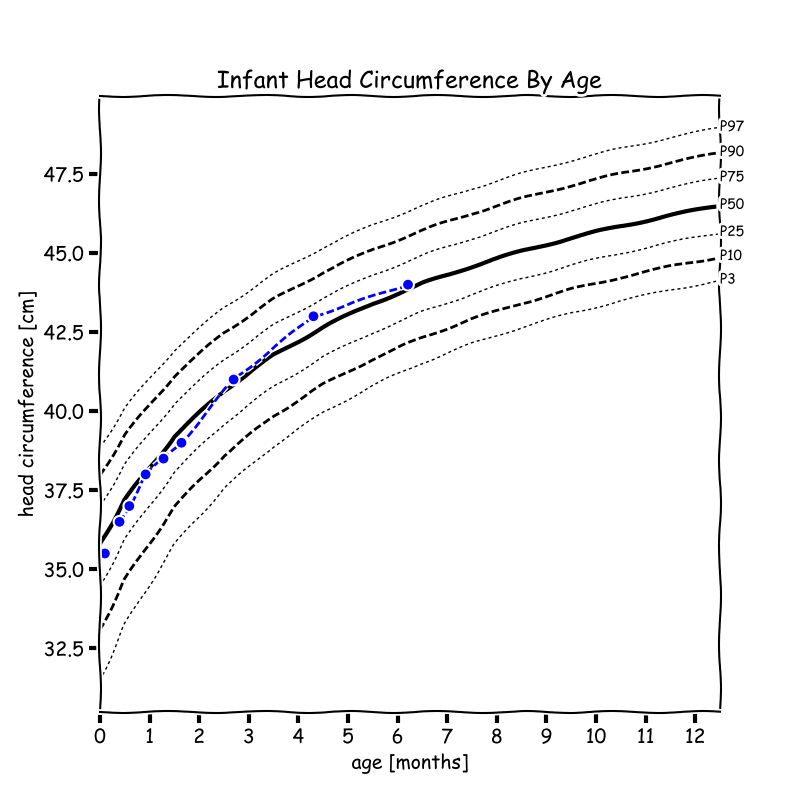 Infant Head Circumference By Age
P97
P90
P75
P50
P25
P10
P3
47.5
45.0
42.5
40.0
37.5
35.0
32.5
head circumference [cm]
0 1 2 3 4 5 6 7 8 9 10 11 12
age [months]